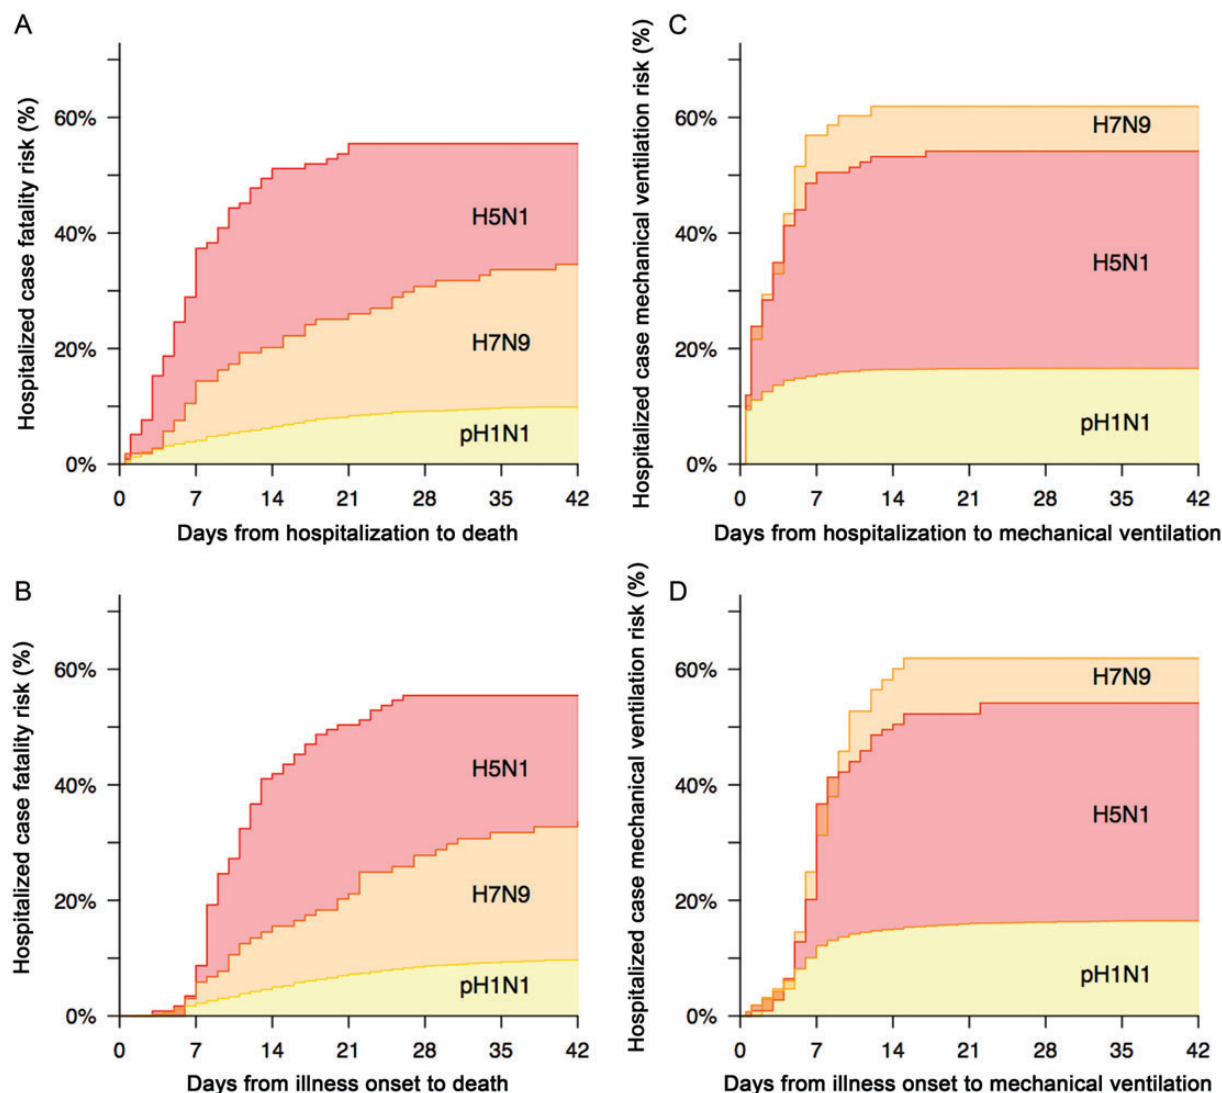 A
Hospitalized case fatality risk (%)
60%
40%
20%
0%
H5N1
H7N9
pH1N1
0 7 14 21 28 35 42
Days from hospitalization to death
C
Hospitalized case mechanical ventilation risk (%)
60%
40%
20%
0%
H7N9
H5N1
pH1N1
0 7 14 21 28 35 42
Days from hospitalization to mechanical ventilation
B
Hospitalized case fatality risk (%)
60%
40%
20%
0%
H5N1
H7N9
pH1N1
0 7 14 21 28 35 42
Days from illness onset to death
D
Hospitalized case mechanical ventilation risk (%)
60%
40%
20%
0%
H7N9
H5N1
pH1N1
0 7 14 21 28 35 42
Days from illness onset to mechanical ventilation